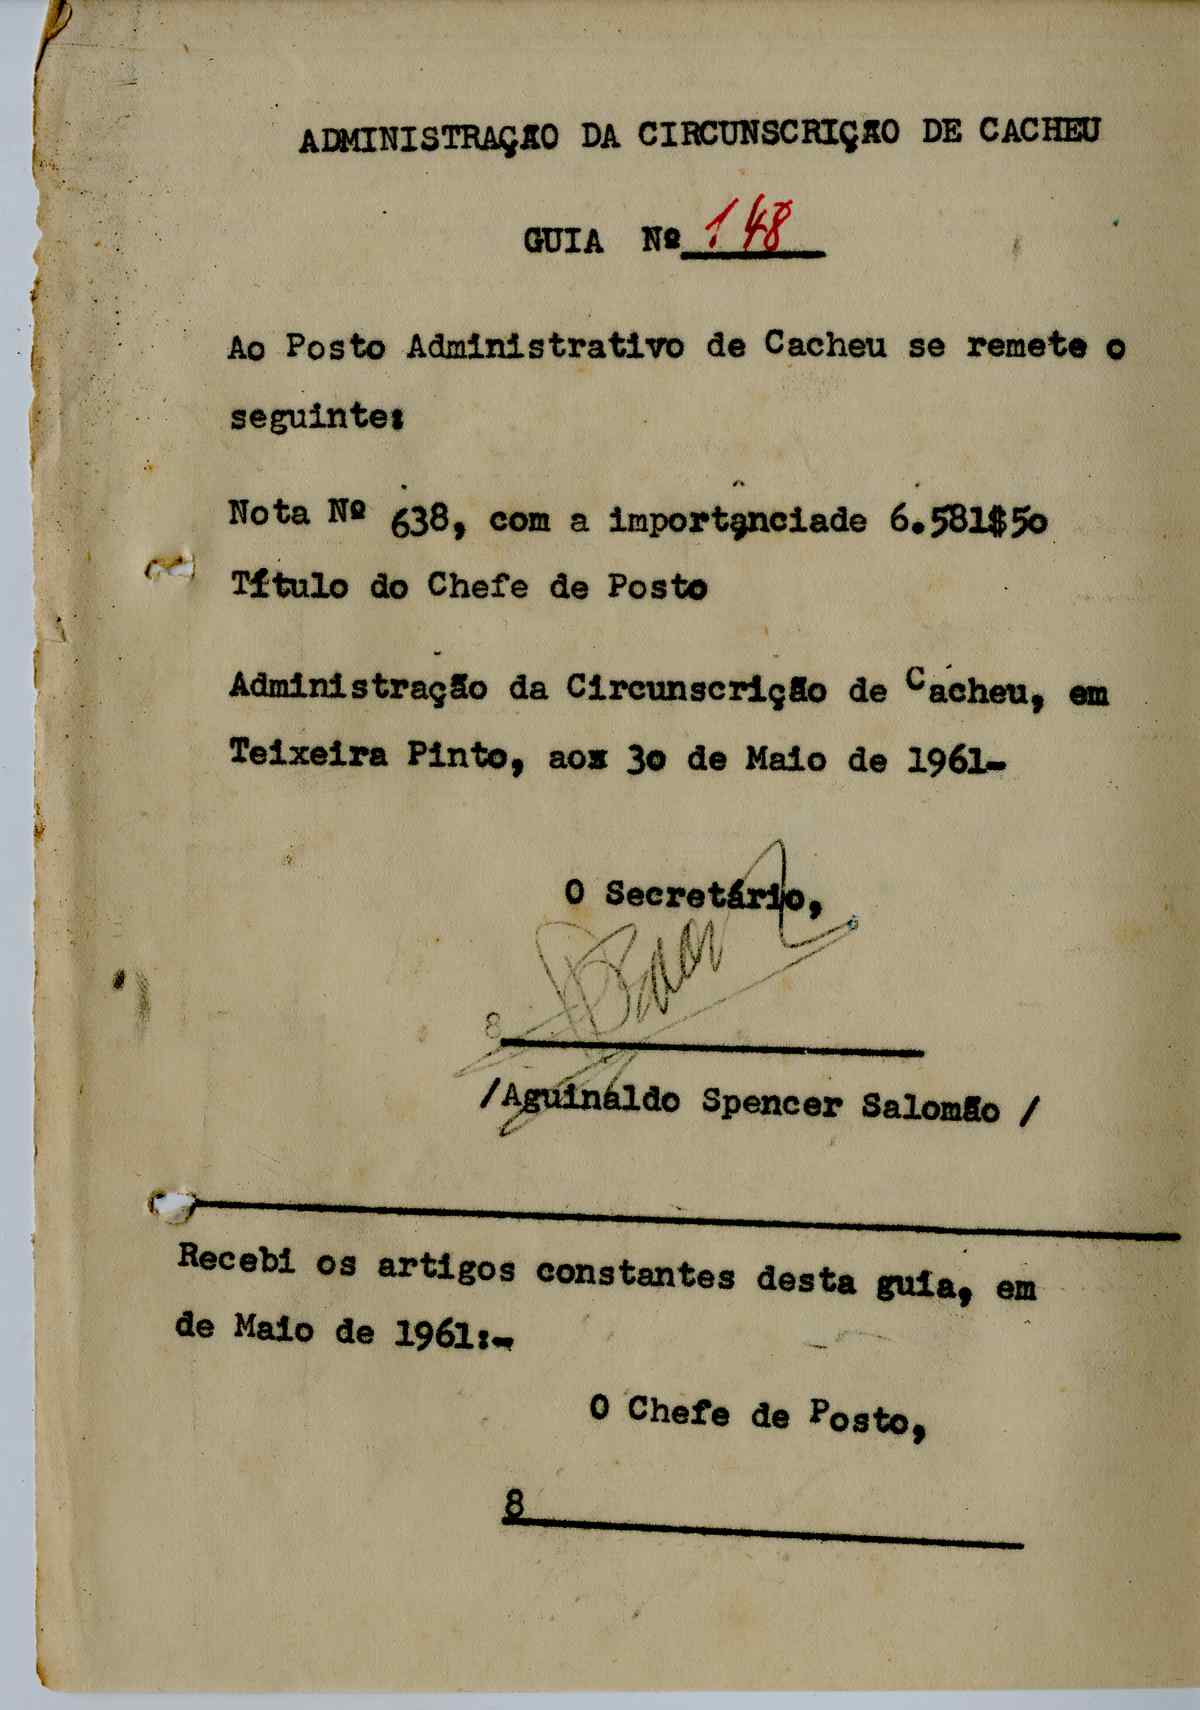 ADMINISTRAÇÃO DA CIRCUNSCRIÇÃO DE CACHEU
GUIA Nº 148
Ao Posto Administrativo de Cacheu se remete o
seguinte:
Nota Nº 638, com a importânciade 6.581$50
Título do Chefe de Posto
Administração da Circunscrição de Cacheu, em
Teixeira Pinto, aos 30 de Maio de 1961-
O Secretário,
8
/Aguinaldo Spencer Salomão /
Recebi os artigos constantes desta guía, em
de Maio de 1961:-
O Chefe de Posto,
8